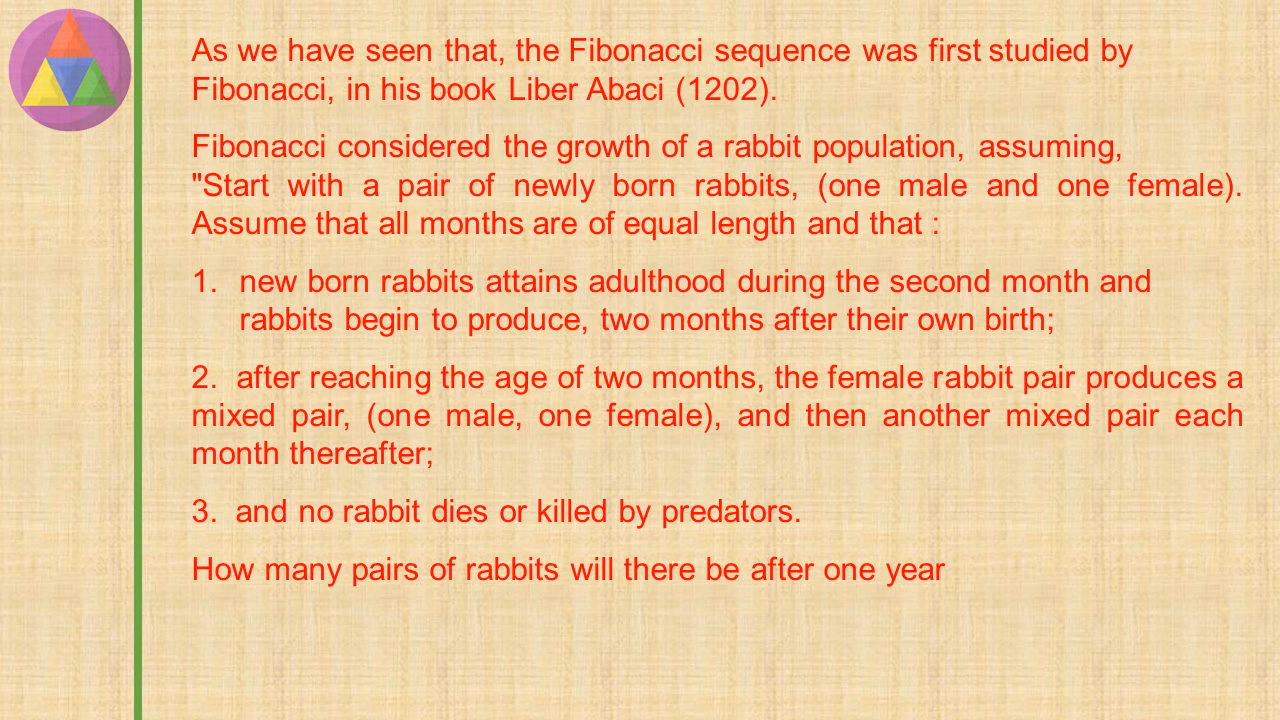 As we have seen that, the Fibonacci sequence was first studied by
Fibonacci, in his book Liber Abaci (1202).
Fibonacci considered the growth of a rabbit population, assuming,
"Start with a pair of newly born rabbits, (one male and one female).
Assume that all months are of equal length and that :
1. new born rabbits attains adulthood during the second month and
rabbits begin to produce, two months after their own birth;
2. after reaching the age of two months, the female rabbit pair produces a
mixed pair, (one male, one female), and then another mixed pair each
month thereafter;
3. and no rabbit dies or killed by predators.
How many pairs of rabbits will there be after one year